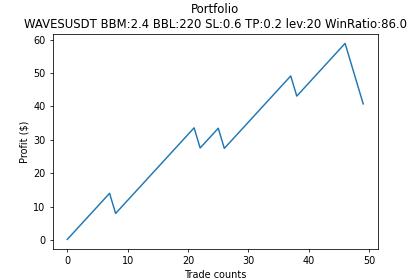 Portfolio
WAVESUSDT BBM:2.4 BBL:220 SL:0.6 TP:0.2 lev:20 WinRatio:86.0
60
50
40
30
20
10
0
Profit ($)
0 10 20 30 40 50
Trade counts